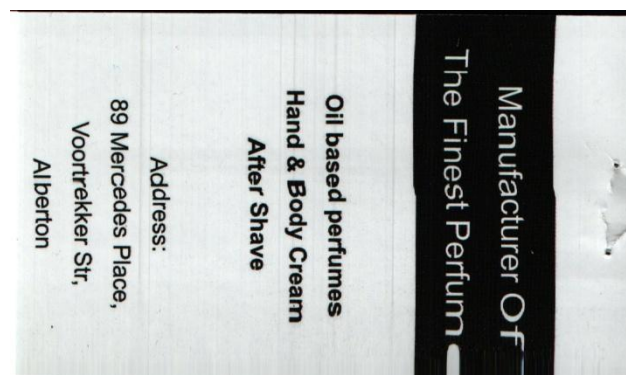 Manufacturer Of
The Finest Perfum
Oil based perfumes
Hand & Body Cream
After Shave
Address:
89 Mercedes Place,
Voortrekker Str,
Alberton